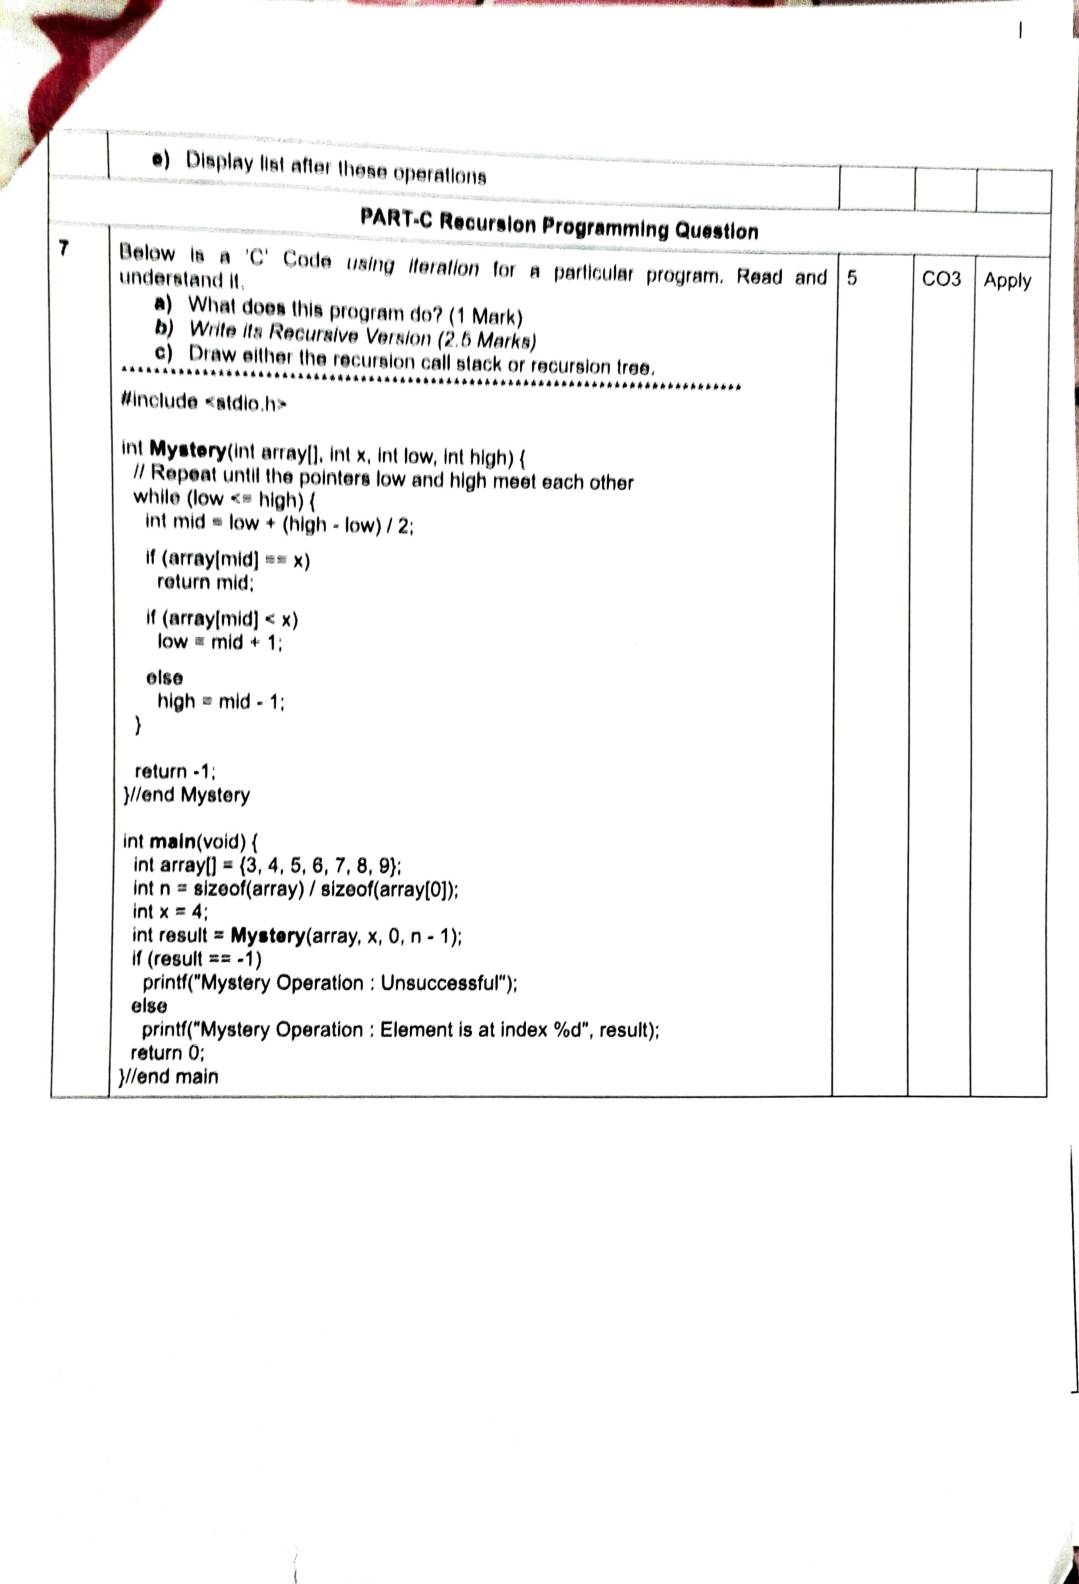 e) Display list after these operations
PART-C Recursion Programming Question
7 Below is a 'C' Code using iteration for a particular program. Read and 5 CO3 Apply
understand it.
a) What does this program do? (1 Mark)
b) Write its Recursive Version (2.5 Marks)
c) Draw either the recursion call stack or recursion tree.
#include <stdio.h>
int Mystery(int array[], int x, int low, int high) {
// Repeat until the pointers low and high meet each other
while (low <= high) {
int mid = low + (high - low) / 2;
if (array[mid] == x)
return mid;
if (array[mid] < x)
low = mid + 1;
else
high = mid - 1;
}
return -1;
}//end Mystery
int main(void) {
int array[] = {3, 4, 5, 6, 7, 8, 9};
int n = sizeof(array) / sizeof(array[0]);
int x = 4;
int result = Mystery(array, x, 0, n - 1);
if (result == -1)
printf("Mystery Operation : Unsuccessful");
else
printf("Mystery Operation : Element is at index %d", result);
return 0;
}//end main